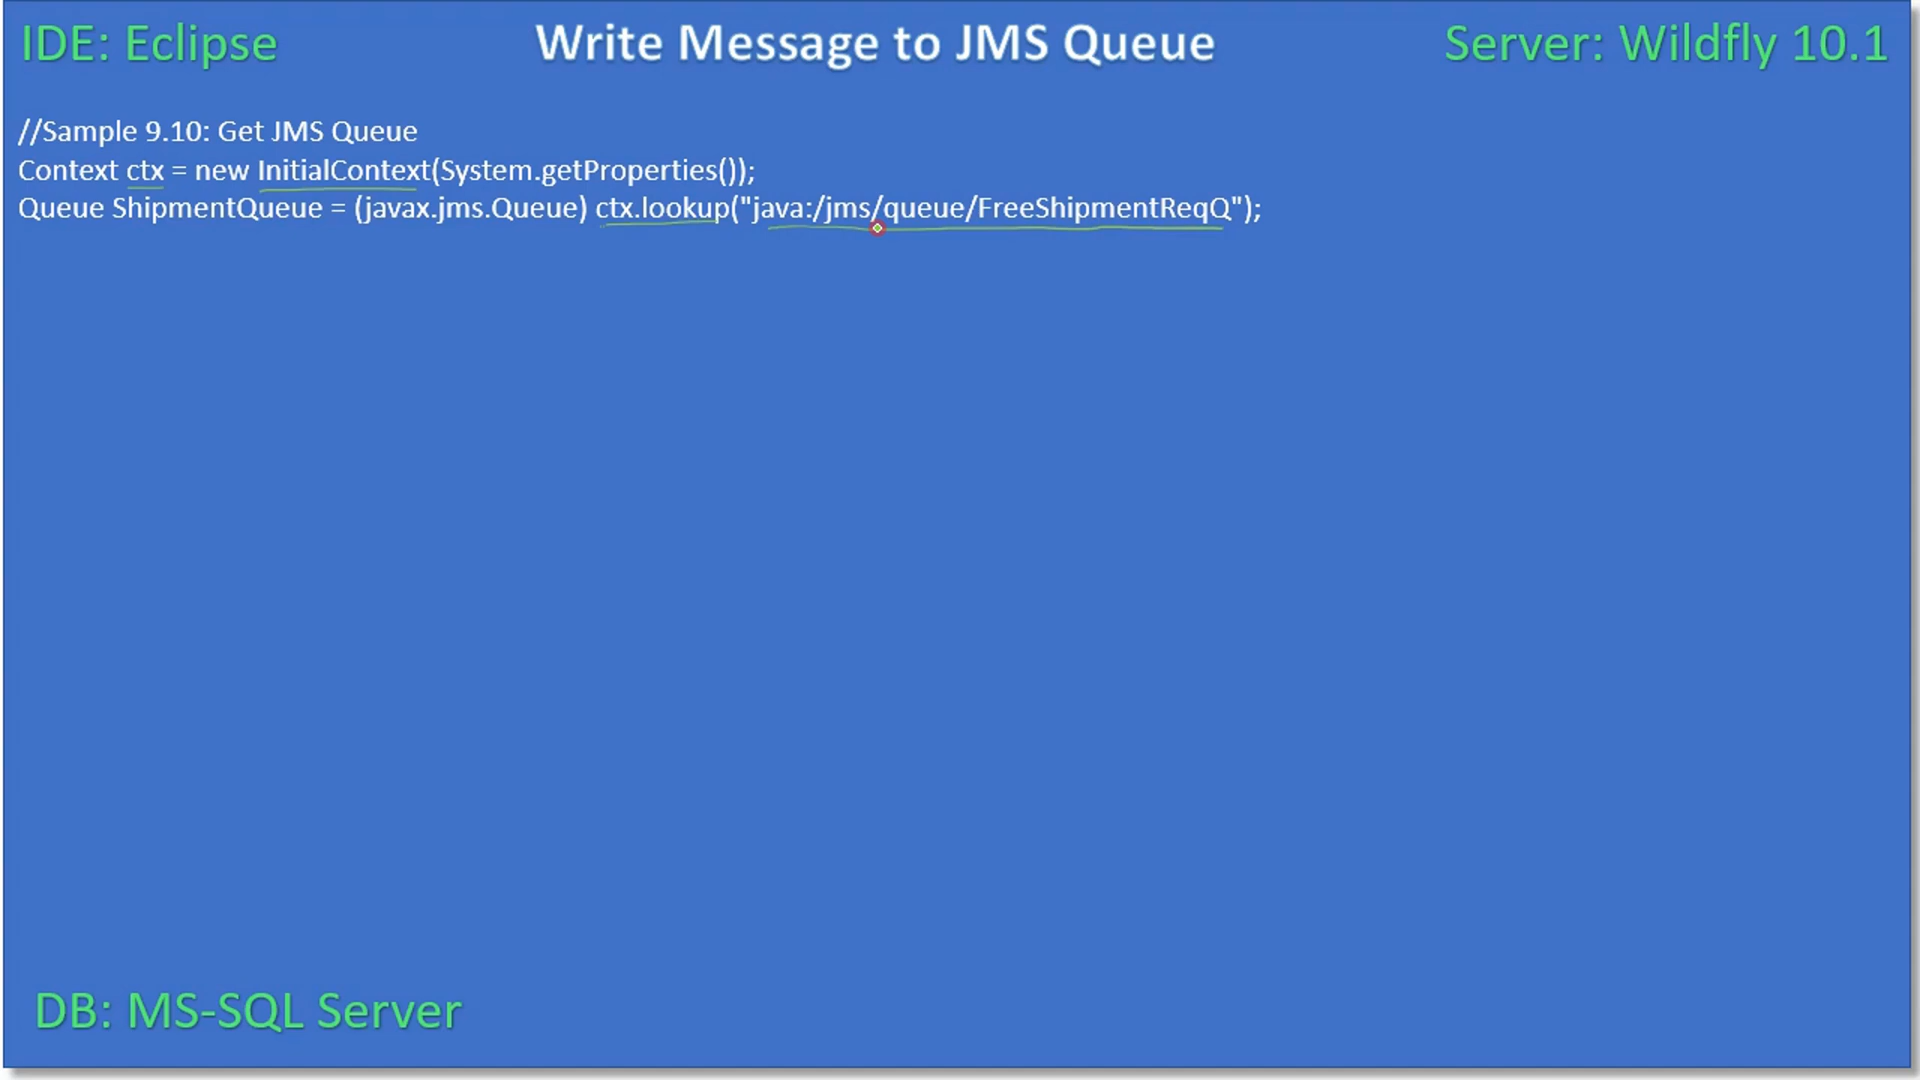 IDE: Eclipse
Write Message to JMS Queue
Server: Wildfly 10.1
//Sample 9.10: Get JMS Queue
Context ctx = new InitialContext(System.getProperties());
Queue ShipmentQueue = (javax.jms.Queue) ctx.lookup("java:/jms/queue/FreeShipmentReqQ");
DB: MS-SQL Server